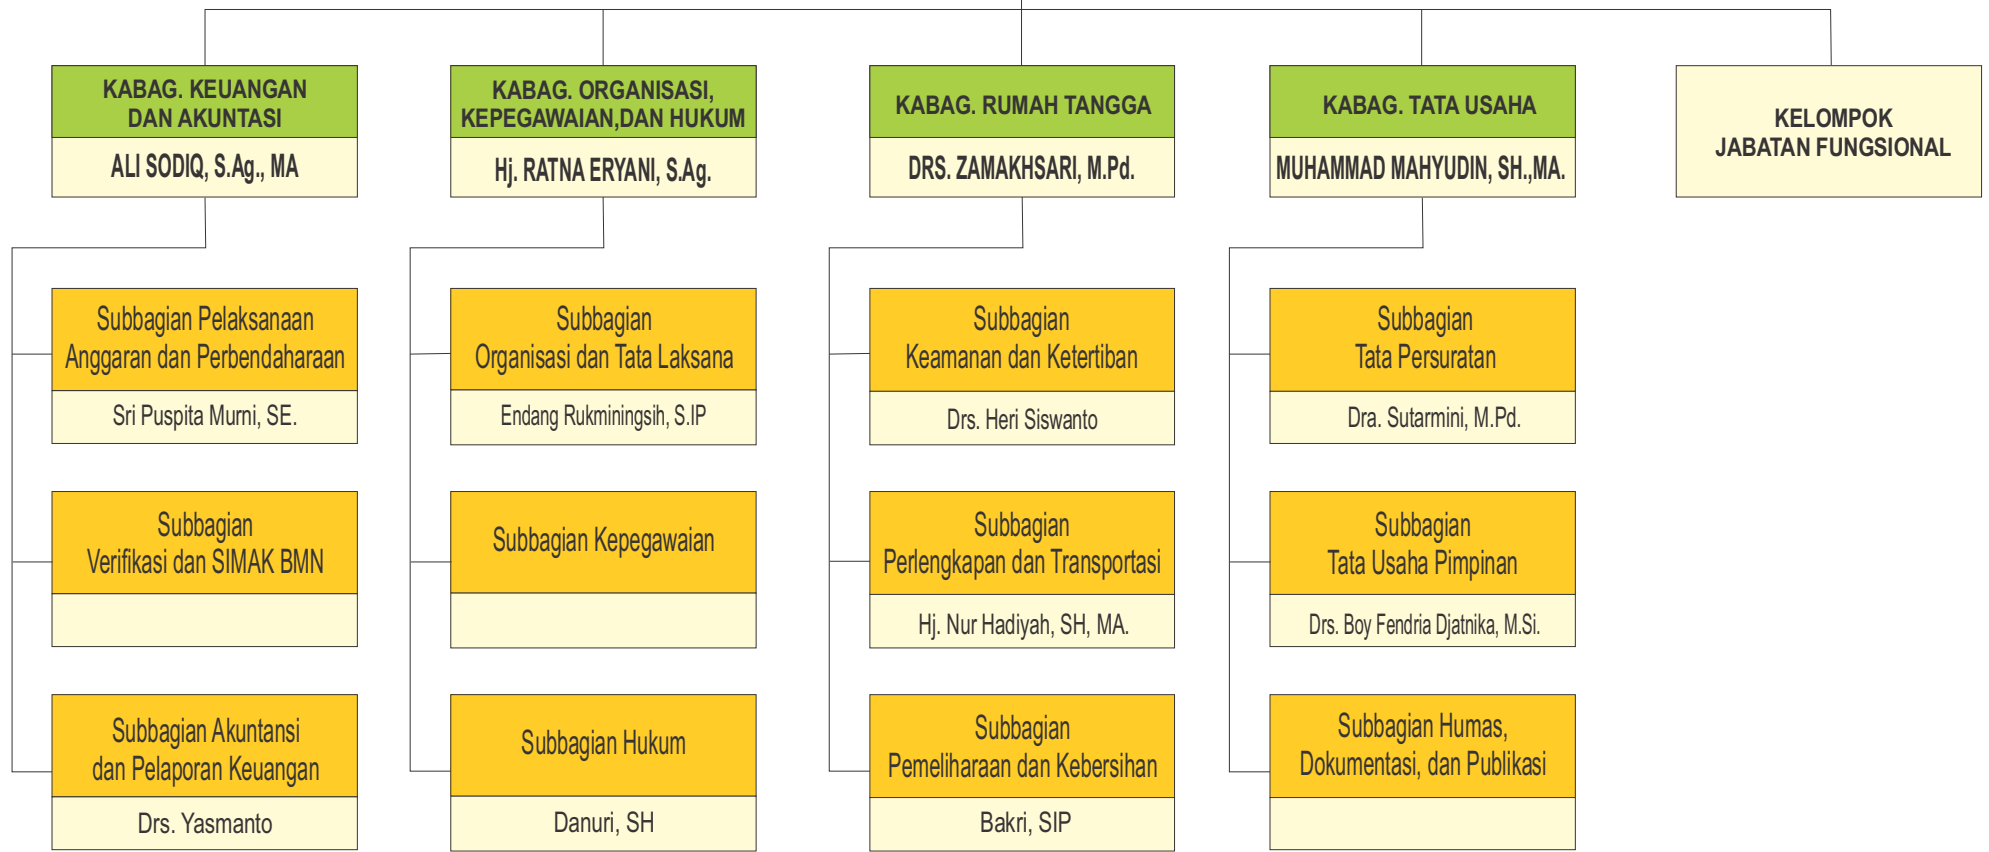 KABAG. KEUANGAN
DAN AKUNTASI
ALI SODIQ, S.Ag., MA
KABAG. ORGANISASI,
KEPEGAWAIAN,DAN HUKUM
Hj. RATNA ERYANI, S.Ag.
KABAG. RUMAH TANGGA
DRS. ZAMAKHSARI, M.Pd.
KABAG. TATA USAHA
MUHAMMAD MAHYUDIN, SH.,MA.
KELOMPOK
JABATAN FUNGSIONAL
Subbagian Pelaksanaan
Anggaran dan Perbendaharaan
Sri Puspita Murni, SE.
Subbagian
Organisasi dan Tata Laksana
Endang Rukminingsih, S.IP
Subbagian
Keamanan dan Ketertiban
Drs. Heri Siswanto
Subbagian
Tata Persuratan
Dra. Sutarmini, M.Pd.
Subbagian
Verifikasi dan SIMAK BMN
Subbagian Kepegawaian
Subbagian
Perlengkapan dan Transportasi
Hj. Nur Hadiyah, SH, MA.
Subbagian
Tata Usaha Pimpinan
Drs. Boy Fendria Djatnika, M.Si.
Subbagian Akuntansi
dan Pelaporan Keuangan
Drs. Yasmanto
Subbagian Hukum
Danuri, SH
Subbagian
Pemeliharaan dan Kebersihan
Bakri, SIP
Subbagian Humas,
Dokumentasi, dan Publikasi